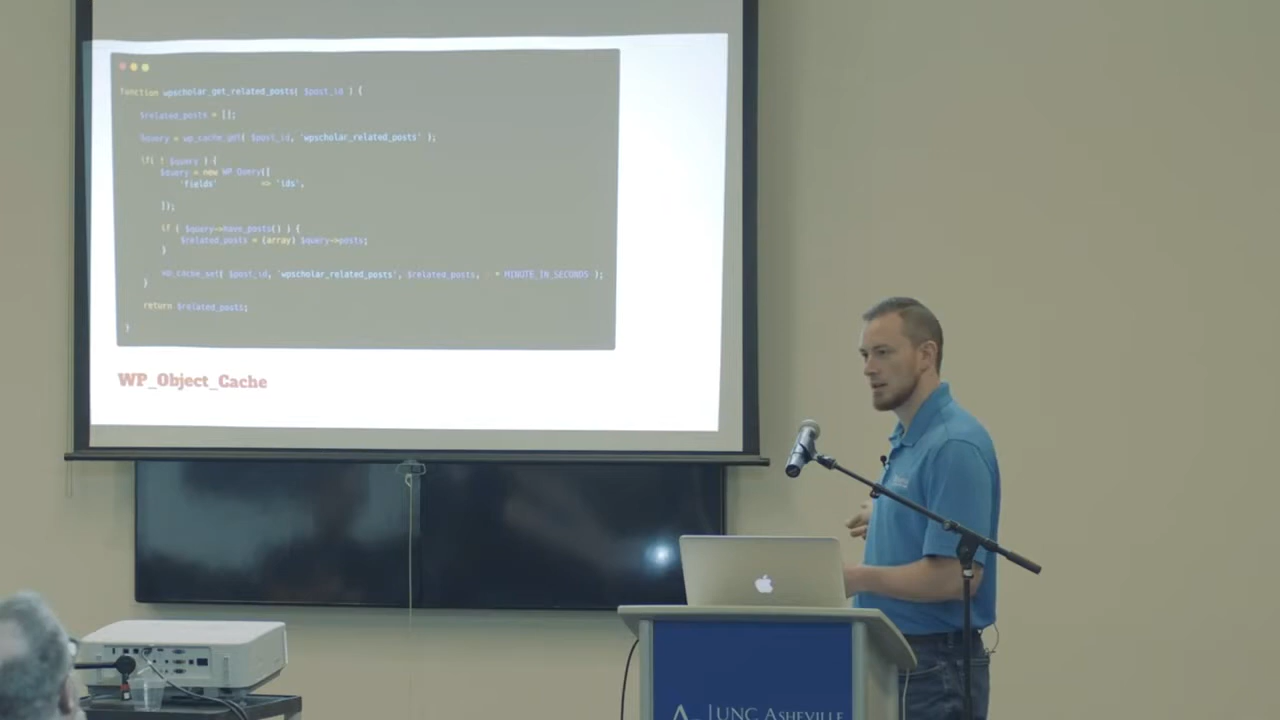 function wpscholar_get_related_posts( $post_id ) {
$related_posts = [];
$query = wp_cache_get( $post_id, 'wpscholar_related_posts' );
if( ! $query ) {
$query = new WP_Query([
'fields' => 'ids',
]);
if ( $query->have_posts() ) {
$related_posts = (array) $query->posts;
}
wp_cache_set( $post_id, 'wpscholar_related_posts', $related_posts, * MINUTE_IN_SECONDS );
}
return $related_posts;
}
WP_Object_Cache
UNC ASHEVILLE